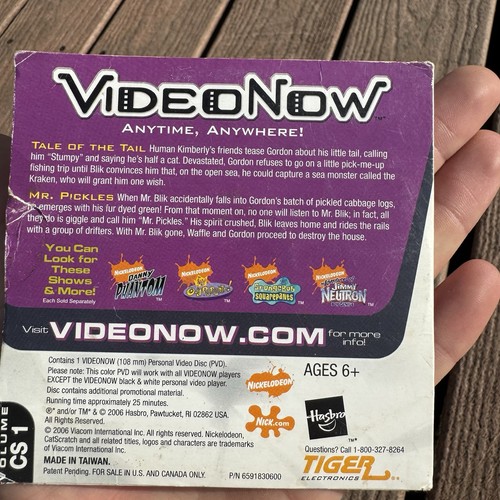 VIDEONOW™
ANYTIME, ANYWHERE!
TALE OF THE TAIL Human Kimberly's friends tease Gordon about his little tail, calling
him "Stumpy" and saying he's half a cat. Devastated, Gordon refuses to go on a little pick-me-up
fishing trip until Blik convinces him that, on the open sea, he could capture a sea monster called the
Kraken, who will grant him one wish.
MR. PICKLES When Mr. Blik accidentally falls into Gordon's batch of pickled cabbage logs,
he emerges with his fur dyed green! From that moment on, no one will listen to Mr. Blik; in fact, all
they do is giggle and call him "Mr. Pickles." His spirit crushed, Blik leaves home and rides the rails
with a group of drifters. With Mr. Blik gone, Waffle and Gordon proceed to destroy the house.
You Can
Look for
These
Shows
& More!
Each Sold Separately
NICKELODEON
DANNY
PHANTOM™
NICKELODEON
™
NICKELODEON
SPONGEBOB
SQUAREPANTS™
NICKELODEON
JIMMY
NEUTRON
™
Visit VIDEONOW.COM for more
info!
Contains 1 VIDEONOW (108 mm) Personal Video Disc (PVD).
Please note: This color PVD will work with all VIDEONOW players
EXCEPT the VIDEONOW black & white personal video player.
Disc contains additional promotional material.
Running time approximately 25 minutes.
®* and/or TM* & © 2006 Hasbro, Pawtucket, RI 02862 USA.
All Rights Reserved.
© 2006 Viacom International Inc. All rights reserved. Nickelodeon,
CatScratch and all related titles, logos and characters are trademarks
of Viacom International Inc.
MADE IN TAIWAN.
Patent Pending. FOR SALE IN U.S. AND CANADA ONLY.
P/N 6591830600
NICKELODEON
NICK.com
AGES 6+
Hasbro
™*
Questions? Call 1-800-327-8264
TIGER
ELECTRONICS
VOLUME
CS 1